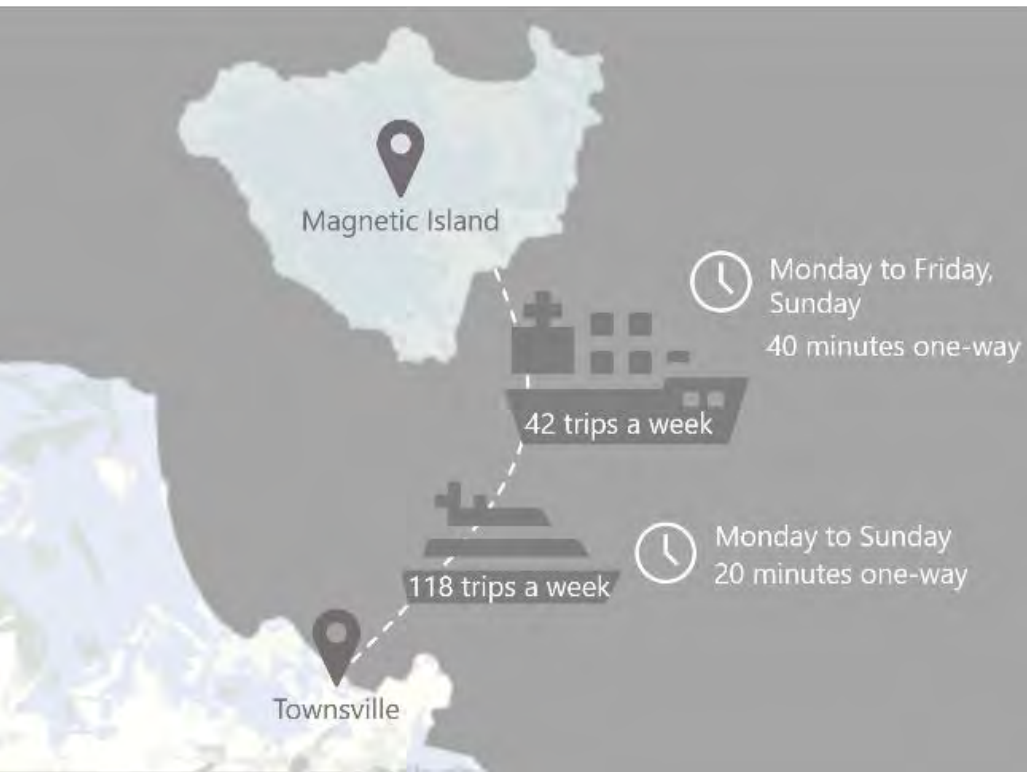 Magnetic Island
Monday to Friday,
Sunday
40 minutes one-way
42 trips a week
Monday to Sunday
20 minutes one-way
118 trips a week
Townsville